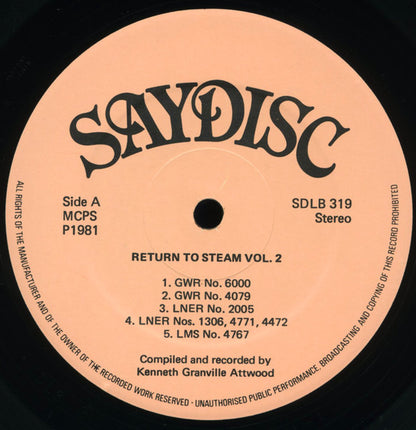 SAYDISC
Side A
MCPS
P1981
SDLB 319
Stereo
RETURN TO STEAM VOL. 2
1. GWR No. 6000
2. GWR No. 4079
3. LNER No. 2005
4. LNER Nos. 1306, 4771, 4472
5. LMS No. 4767
Compiled and recorded by
Kenneth Granville Attwood
ALL RIGHTS OF THE MANUFACTURER AND OF THE OWNER OF THE RECORDED WORK RESERVED - UNAUTHORISED PUBLIC PERFORMANCE, BROADCASTING AND COPYING OF THIS RECORD PROHIBITED